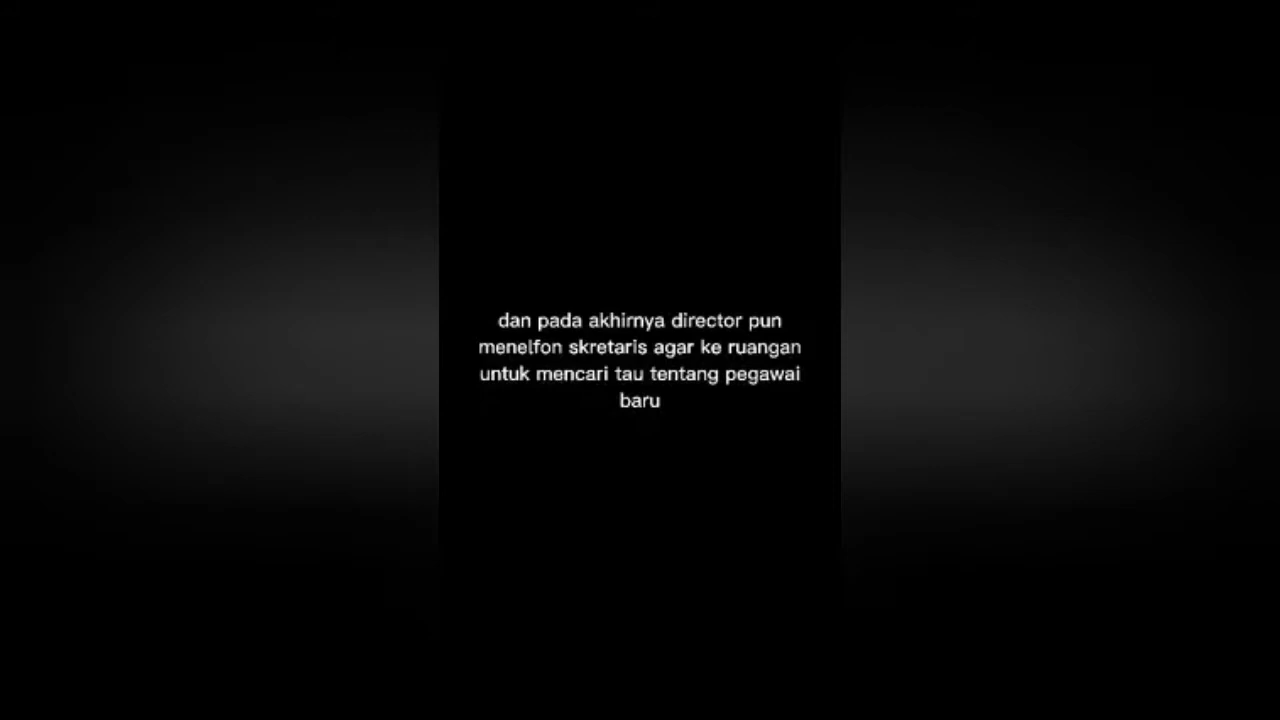 dan pada akhirnya director pun
menelfon skretaris agar ke ruangan
untuk mencari tau tentang pegawai
baru